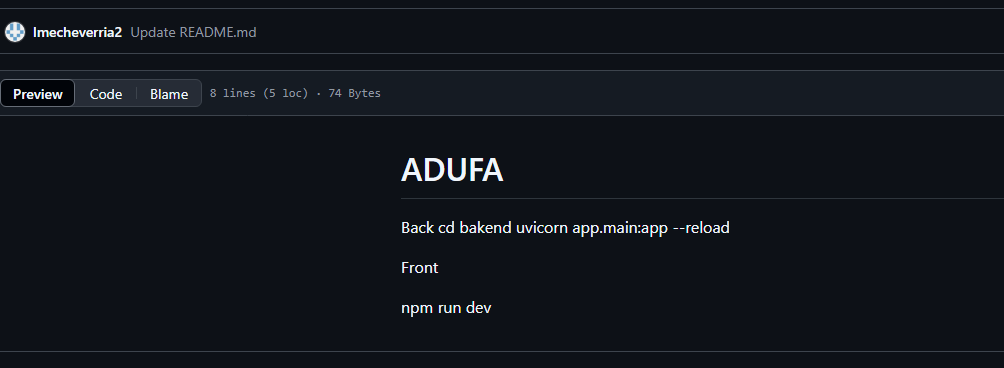 lmecheverria2 Update README.md
Preview Code Blame 8 lines (5 loc) · 74 Bytes
ADUFA
Back cd bakend uvicorn app.main:app --reload
Front
npm run dev